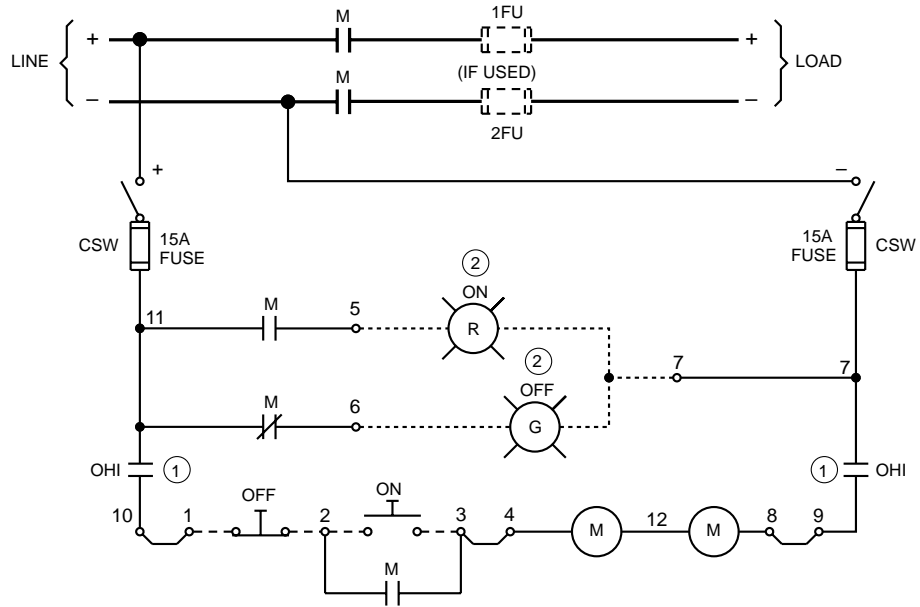 M
1FU
+
+
LINE
(IF USED)
LOAD
M
–
–
2FU
+
–
CSW
15A
FUSE
15A
FUSE
CSW
2
ON
11
M
5
R
2
7
7
OFF
M
6
G
OHI
1
1
OHI
OFF
ON
10
1
2
3
4
M
12
M
8
9
M